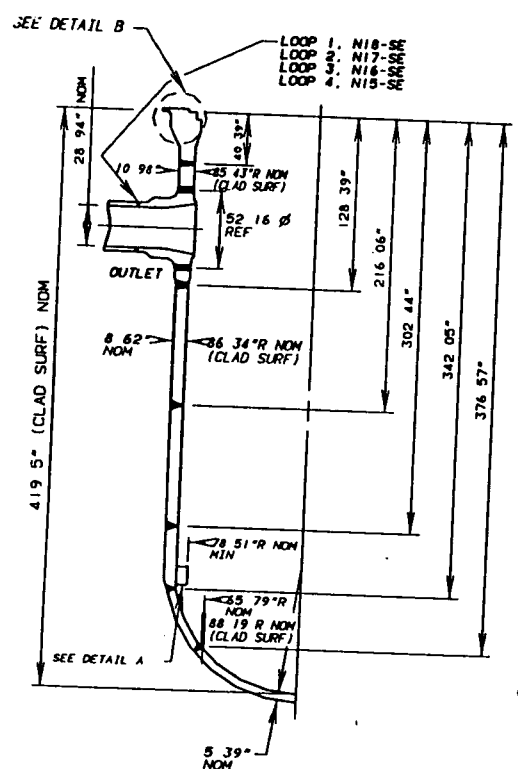 SEE DETAIL B
LOOP 1, N18-SE
LOOP 2, N17-SE
LOOP 3, N16-SE
LOOP 4, N15-SE
28 94" NOM
40 39"
10 98
85 43"R NOM
(CLAD SURF)
52 16 Ø
REF
128 39"
216 06"
302 44"
342 05"
376 57"
OUTLET
8 62"
NOM
86 34"R NOM
(CLAD SURF)
419 5" (CLAD SURF) NOM
78 51"R NOM
MIN
65 79"R
NOM
88 19 R NOM
(CLAD SURF)
SEE DETAIL A
5 39"
NOM